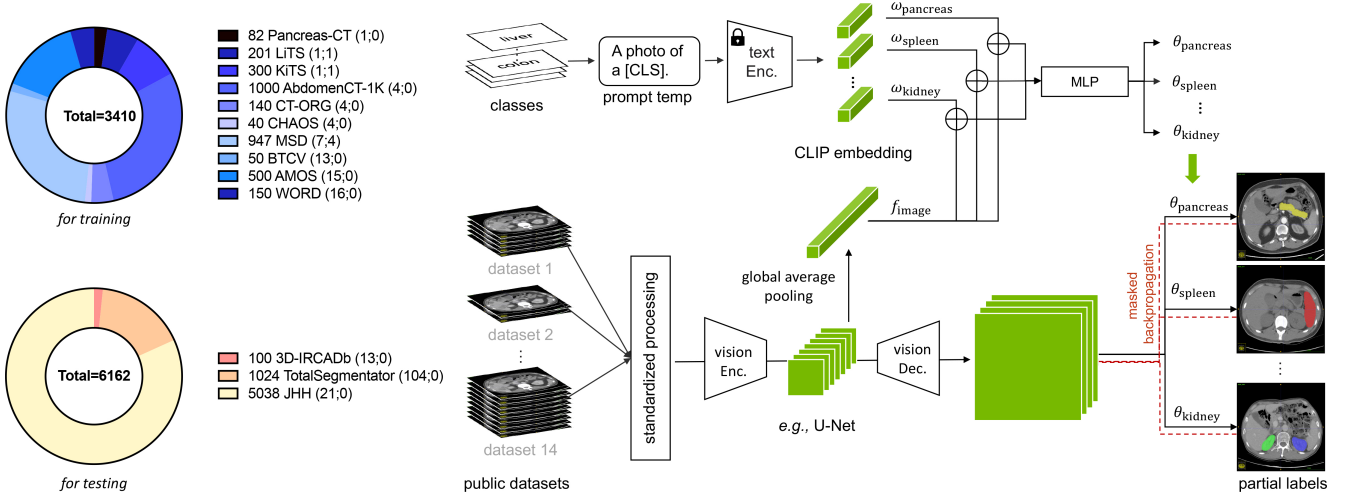 Total=3410
for training
82 Pancreas-CT (1;0)
201 LiTS (1;1)
300 KiTS (1;1)
1000 AbdomenCT-1K (4;0)
140 CT-ORG (4;0)
40 CHAOS (4;0)
947 MSD (7;4)
50 BTCV (13;0)
500 AMOS (15;0)
150 WORD (16;0)
Total=6162
for testing
100 3D-IRCADb (13;0)
1024 TotalSegmentator (104;0)
5038 JHH (21;0)
liver
colon
classes
A photo of
a [CLS].
prompt temp
text
Enc.
ω_pancreas
ω_spleen
⋮
ω_kidney
CLIP embedding
MLP
θ_pancreas
θ_spleen
⋮
θ_kidney
f_image
global average
pooling
dataset 1
dataset 2
⋮
dataset 14
public datasets
standardized processing
vision
Enc.
e.g., U-Net
vision
Dec.
masked
backpropagation
θ_pancreas
θ_spleen
⋮
θ_kidney
partial labels